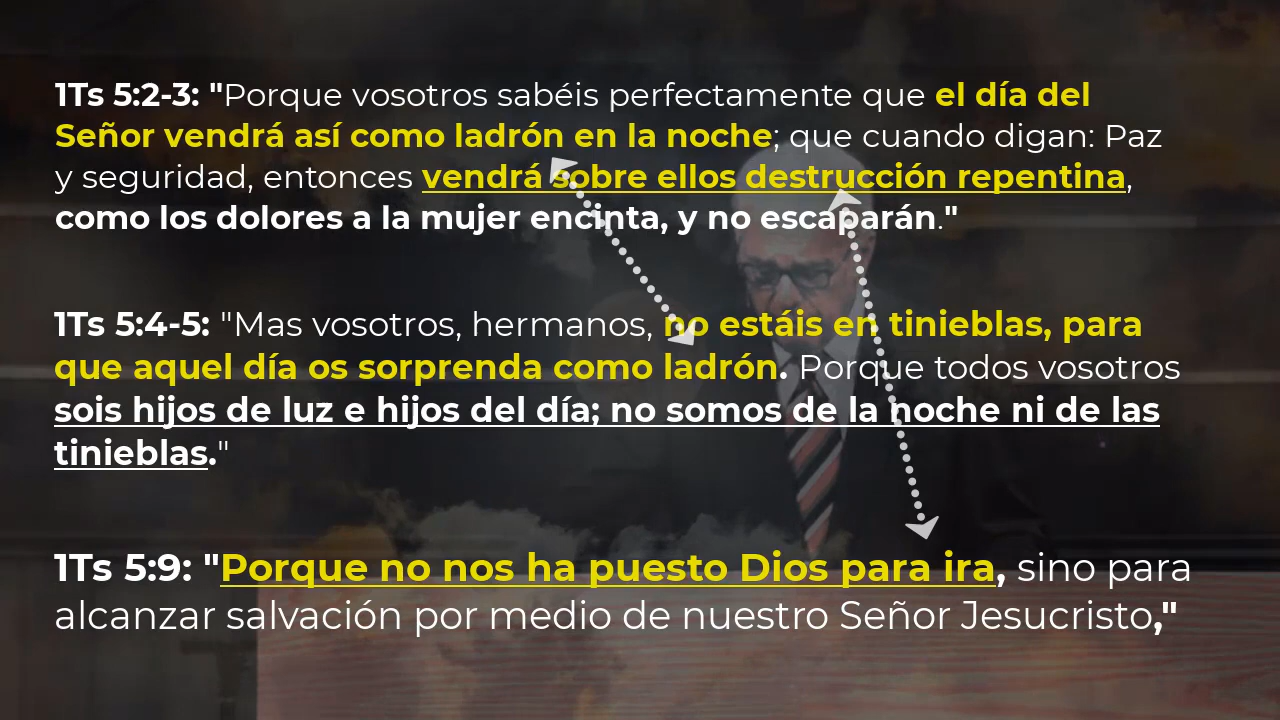 1Ts 5:2-3: "Porque vosotros sabéis perfectamente que el día del
Señor vendrá así como ladrón en la noche; que cuando digan: Paz
y seguridad, entonces vendrá sobre ellos destrucción repentina,
como los dolores a la mujer encinta, y no escaparán."
1Ts 5:4-5: "Mas vosotros, hermanos, no estáis en tinieblas, para
que aquel día os sorprenda como ladrón. Porque todos vosotros
sois hijos de luz e hijos del día; no somos de la noche ni de las
tinieblas."
1Ts 5:9: "Porque no nos ha puesto Dios para ira, sino para
alcanzar salvación por medio de nuestro Señor Jesucristo,"